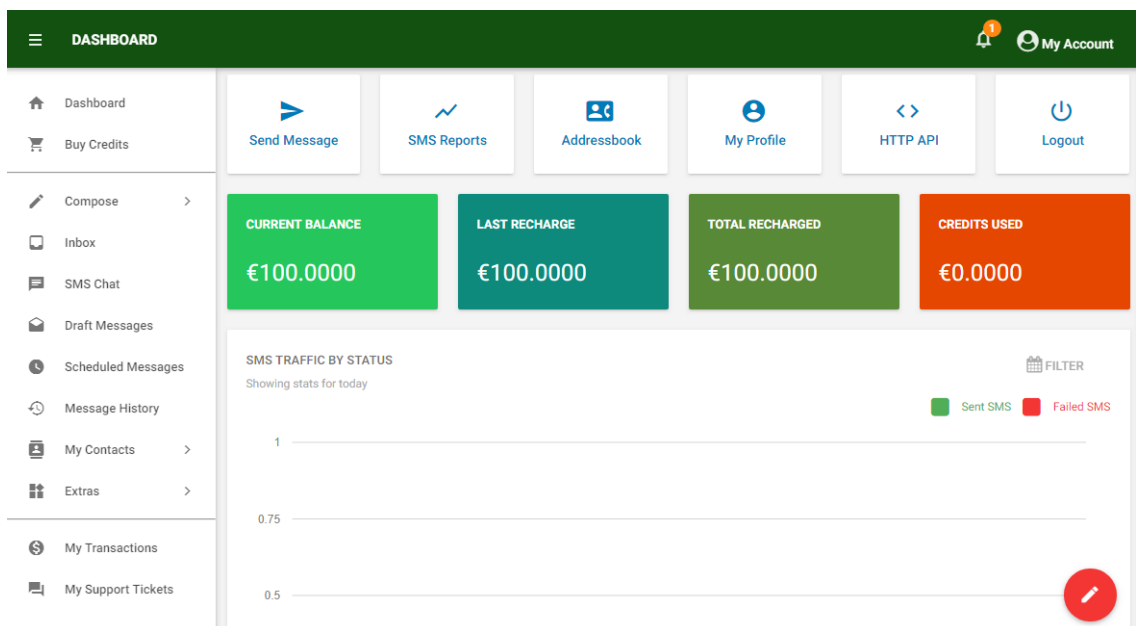 DASHBOARD
1
My Account
Dashboard
Buy Credits
Compose
Inbox
SMS Chat
Draft Messages
Scheduled Messages
Message History
My Contacts
Extras
My Transactions
My Support Tickets
Send Message
SMS Reports
Addressbook
My Profile
HTTP API
Logout
CURRENT BALANCE
€100.0000
LAST RECHARGE
€100.0000
TOTAL RECHARGED
€100.0000
CREDITS USED
€0.0000
SMS TRAFFIC BY STATUS
Showing stats for today
FILTER
Sent SMS
Failed SMS
1
0.75
0.5